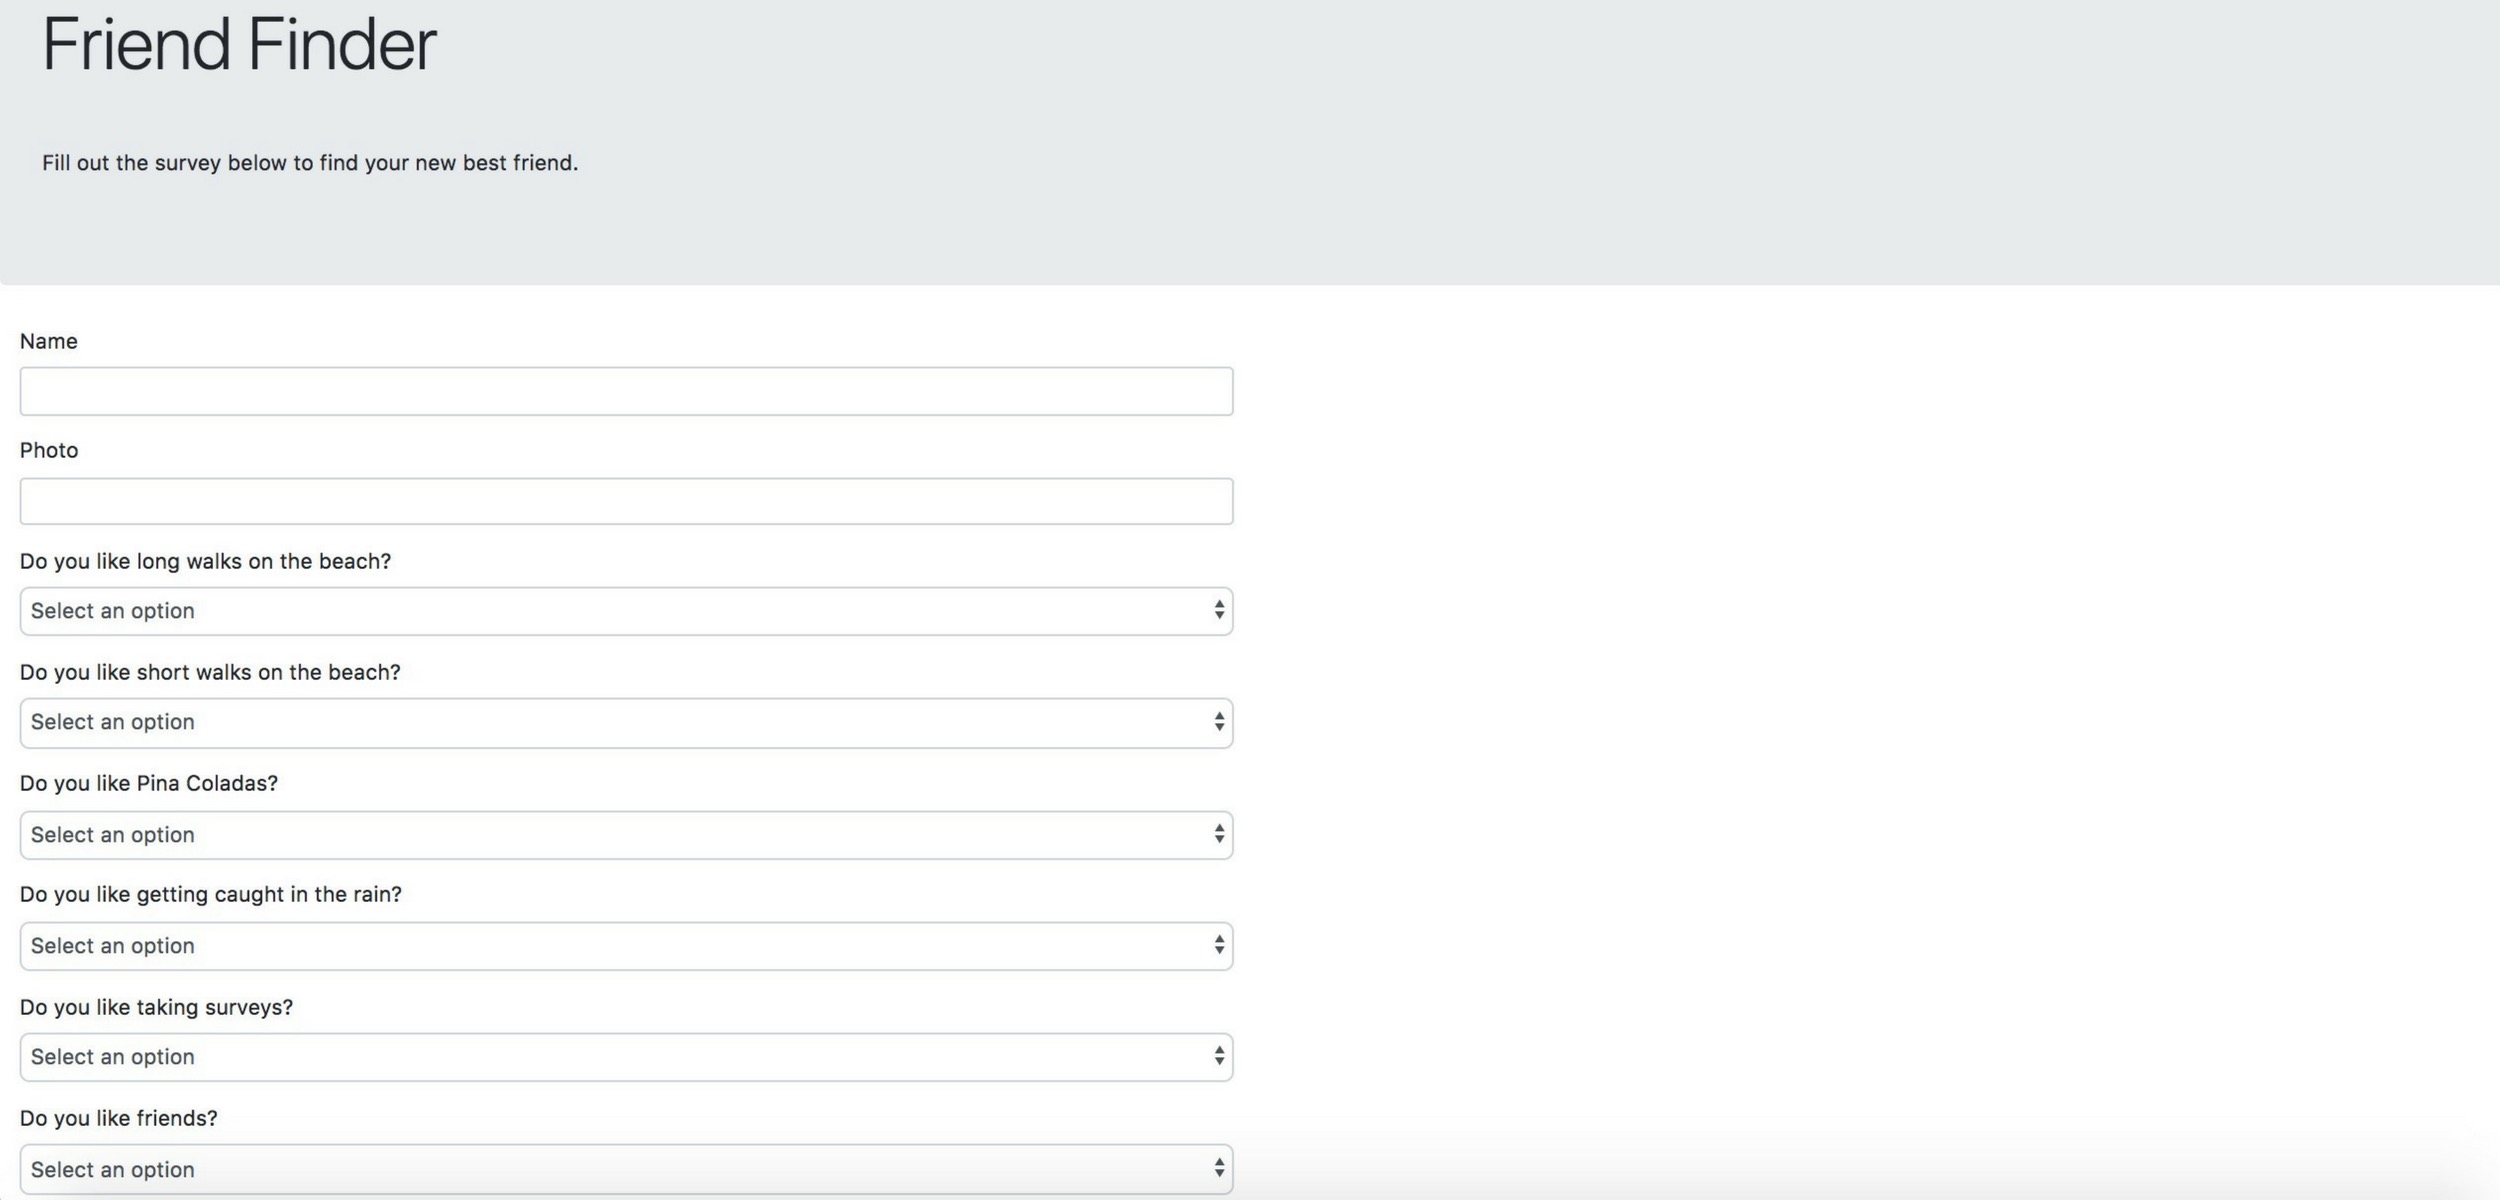 Friend Finder
Fill out the survey below to find your new best friend.
Name
Photo
Do you like long walks on the beach?
Select an option
Do you like short walks on the beach?
Select an option
Do you like Pina Coladas?
Select an option
Do you like getting caught in the rain?
Select an option
Do you like taking surveys?
Select an option
Do you like friends?
Select an option